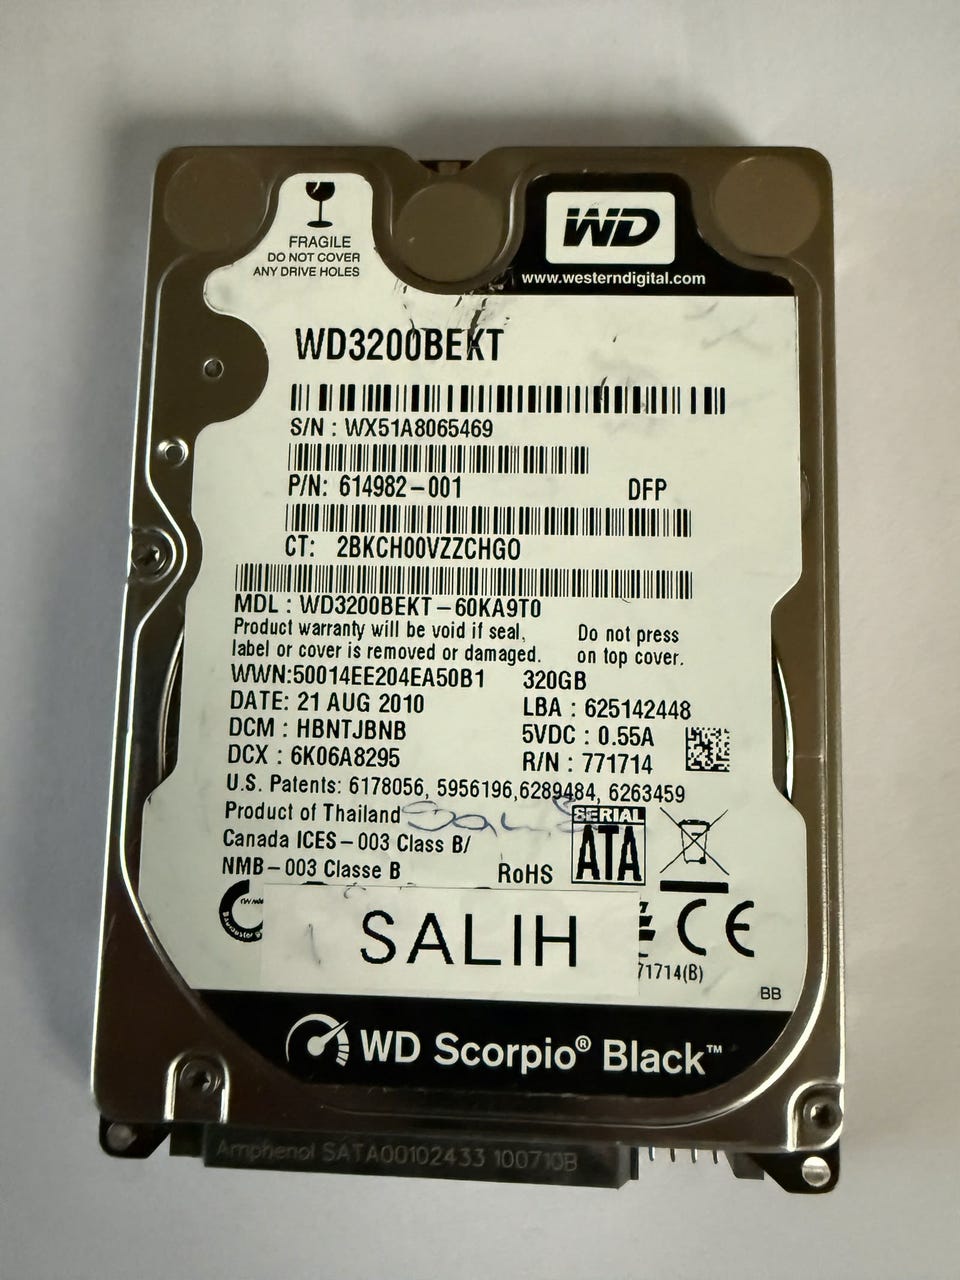 FRAGILE
DO NOT COVER
ANY DRIVE HOLES
WD
www.westerndigital.com
WD3200BEKT
S/N : WX51A8065469
P/N: 614982-001 DFP
CT: 2BKCH00VZZCHGO
MDL : WD3200BEKT-60KA9T0
Product warranty will be void if seal,
label or cover is removed or damaged.
Do not press
on top cover.
WWN:50014EE204EA50B1 320GB
DATE: 21 AUG 2010 LBA : 625142448
DCM : HBNTJBNB 5VDC : 0.55A
DCX : 6K06A8295 R/N : 771714
U.S. Patents: 6178056, 5956196,6289484, 6263459
Product of Thailand
Canada ICES-003 Class B/
NMB-003 Classe B RoHS
SERIAL
ATA
SALIH
CE
71714(B)
BB
WD Scorpio® Black™
Amphenol SATA00102433 100710B